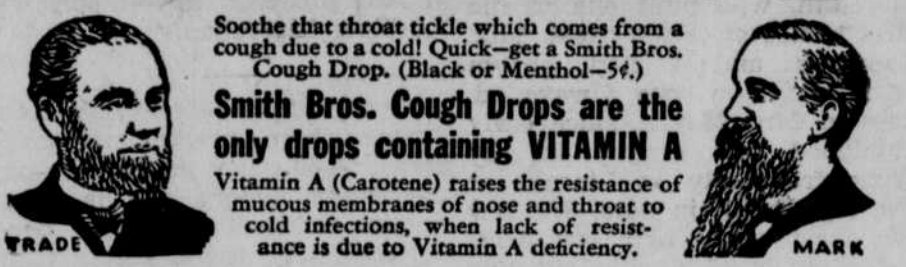 Soothe that throat tickle which comes from a
cough due to a cold! Quick—get a Smith Bros.
Cough Drop. (Black or Menthol—5¢.)
Smith Bros. Cough Drops are the
only drops containing VITAMIN A
Vitamin A (Carotene) raises the resistance of
mucous membranes of nose and throat to
cold infections, when lack of resist-
ance is due to Vitamin A deficiency.
TRADE
MARK